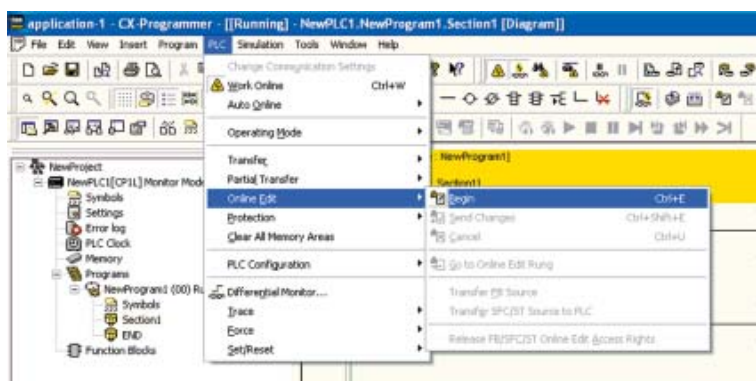 application-1 - CX-Programmer - [[Running] - NewPLC1.NewProgram1.Section1 [Diagram]]
File Edit View Insert Program PLC Simulation Tools Window Help
Change Communication Settings
Work Online Ctrl+W
Auto Online
Operating Mode
Transfer
Partial Transfer
Online Edit
Protection
Clear All Memory Areas
PLC Configuration
Differential Monitor...
Trace
Force
Set/Reset
: NewProgram1]
Section1]
Begin Ctrl+E
Send Changes Ctrl+Shift+E
Cancel Ctrl+U
Go to Online Edit Rung
Transfer FB Source
Transfer SFC/ST Source to PLC
Release FB/SFC/ST Online Edit Access Rights
NewProject
NewPLC1[CP1L] Monitor Mode
Symbols
Settings
Error log
PLC Clock
Memory
Programs
NewProgram1 (00) Ru
Symbols
Section1
END
Function Blocks